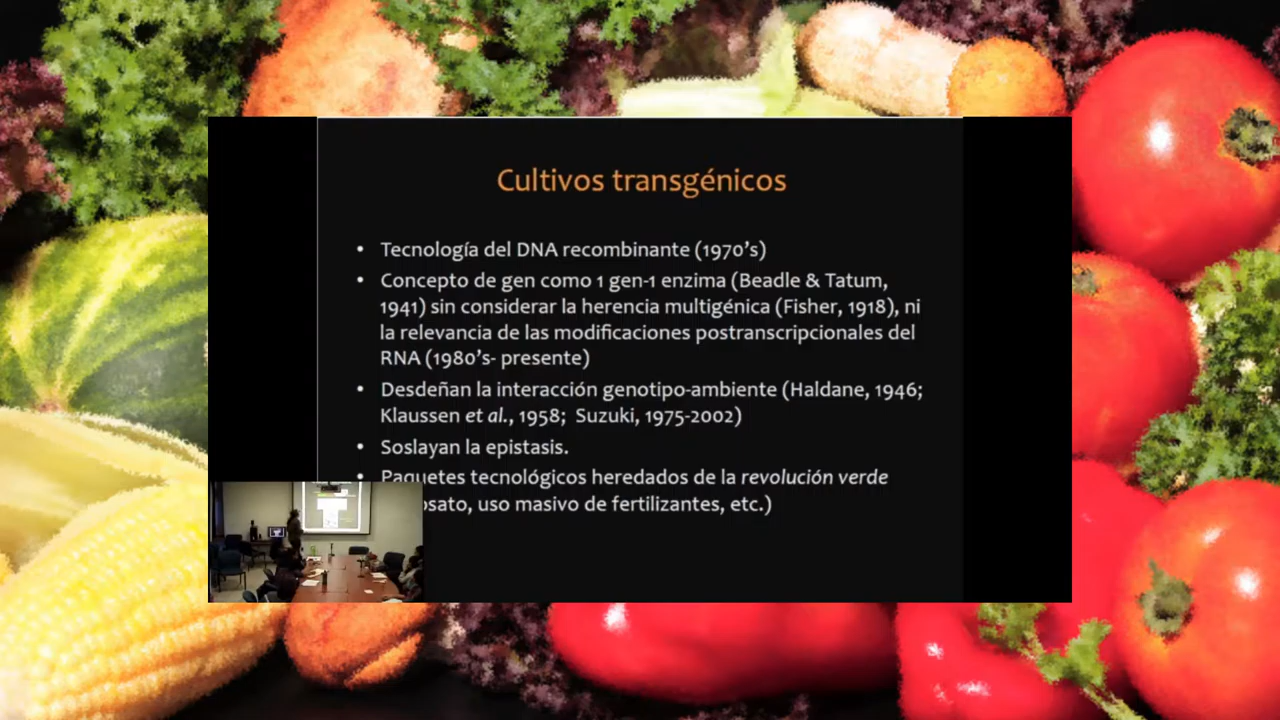 Cultivos transgénicos
• Tecnología del DNA recombinante (1970's)
• Concepto de gen como 1 gen-1 enzima (Beadle & Tatum,
1941) sin considerar la herencia multigénica (Fisher, 1918), ni
la relevancia de las modificaciones postranscripcionales del
RNA (1980's- presente)
• Desdeñan la interacción genotipo-ambiente (Haldane, 1946;
Klaussen et al., 1958; Suzuki, 1975-2002)
• Soslayan la epistasis.
• Paquetes tecnológicos heredados de la revolución verde
osato, uso masivo de fertilizantes, etc.)